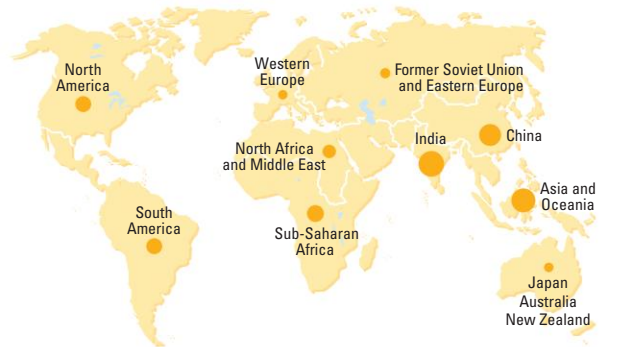 North
America
Western
Europe
Former Soviet Union
and Eastern Europe
India
China
North Africa
and Middle East
Asia and
Oceania
South
America
Sub-Saharan
Africa
Japan
Australia
New Zealand